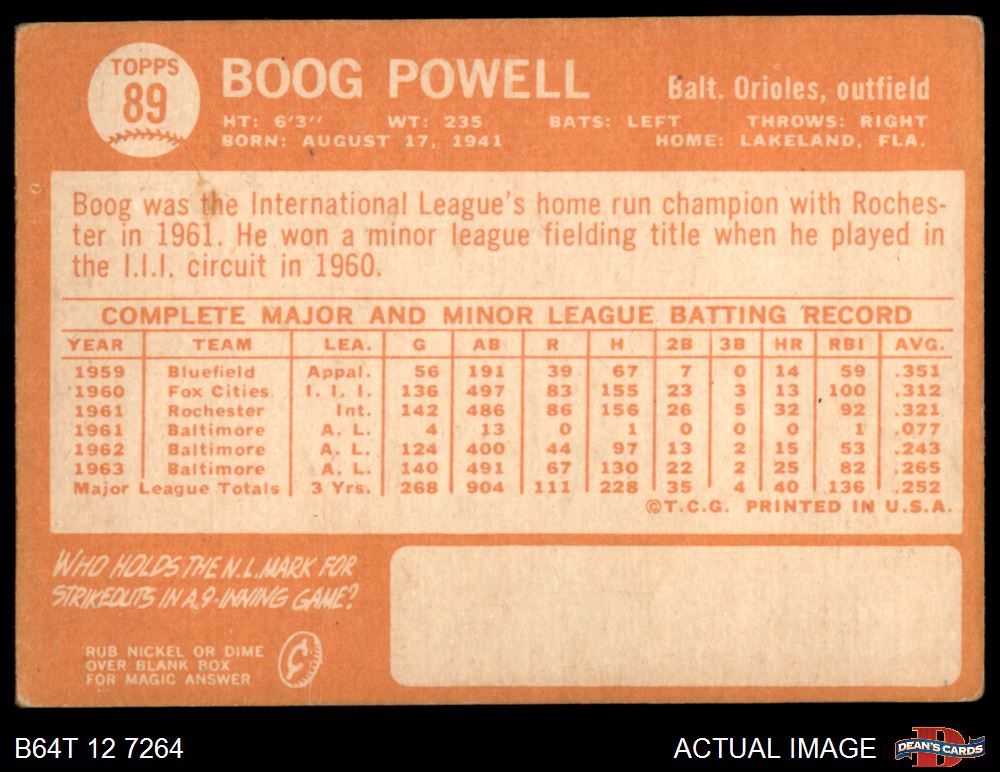 TOPPS
89
BOOG POWELL
Balt. Orioles, outfield
HT: 6'3" WT: 235 BATS: LEFT THROWS: RIGHT
BORN: AUGUST 17, 1941 HOME: LAKELAND, FLA.
Boog was the International League's home run champion with Roches-
ter in 1961. He won a minor league fielding title when he played in
the I.I.I. circuit in 1960.
COMPLETE MAJOR AND MINOR LEAGUE BATTING RECORD
YEAR TEAM LEA. G AB R H 2B 3B HR RBI AVG.
1959 Bluefield Appal. 56 191 39 67 7 0 14 59 .351
1960 Fox Cities I. I. I. 136 497 83 155 23 3 13 100 .312
1961 Rochester Int. 142 486 86 156 26 5 32 92 .321
1961 Baltimore A. L. 4 13 0 1 0 0 0 1 .077
1962 Baltimore A. L. 124 400 44 97 13 2 15 53 .243
1963 Baltimore A. L. 140 491 67 130 22 2 25 82 .265
Major League Totals 3 Yrs. 268 904 111 228 35 4 40 136 .252
©T.C.G. PRINTED IN U.S.A.
WHO HOLDS THE N.L. MARK FOR
STRIKEOUTS IN A 9-INNING GAME?
RUB NICKEL OR DIME
OVER BLANK BOX
FOR MAGIC ANSWER
B64T 12 7264
ACTUAL IMAGE
DEAN'S CARDS